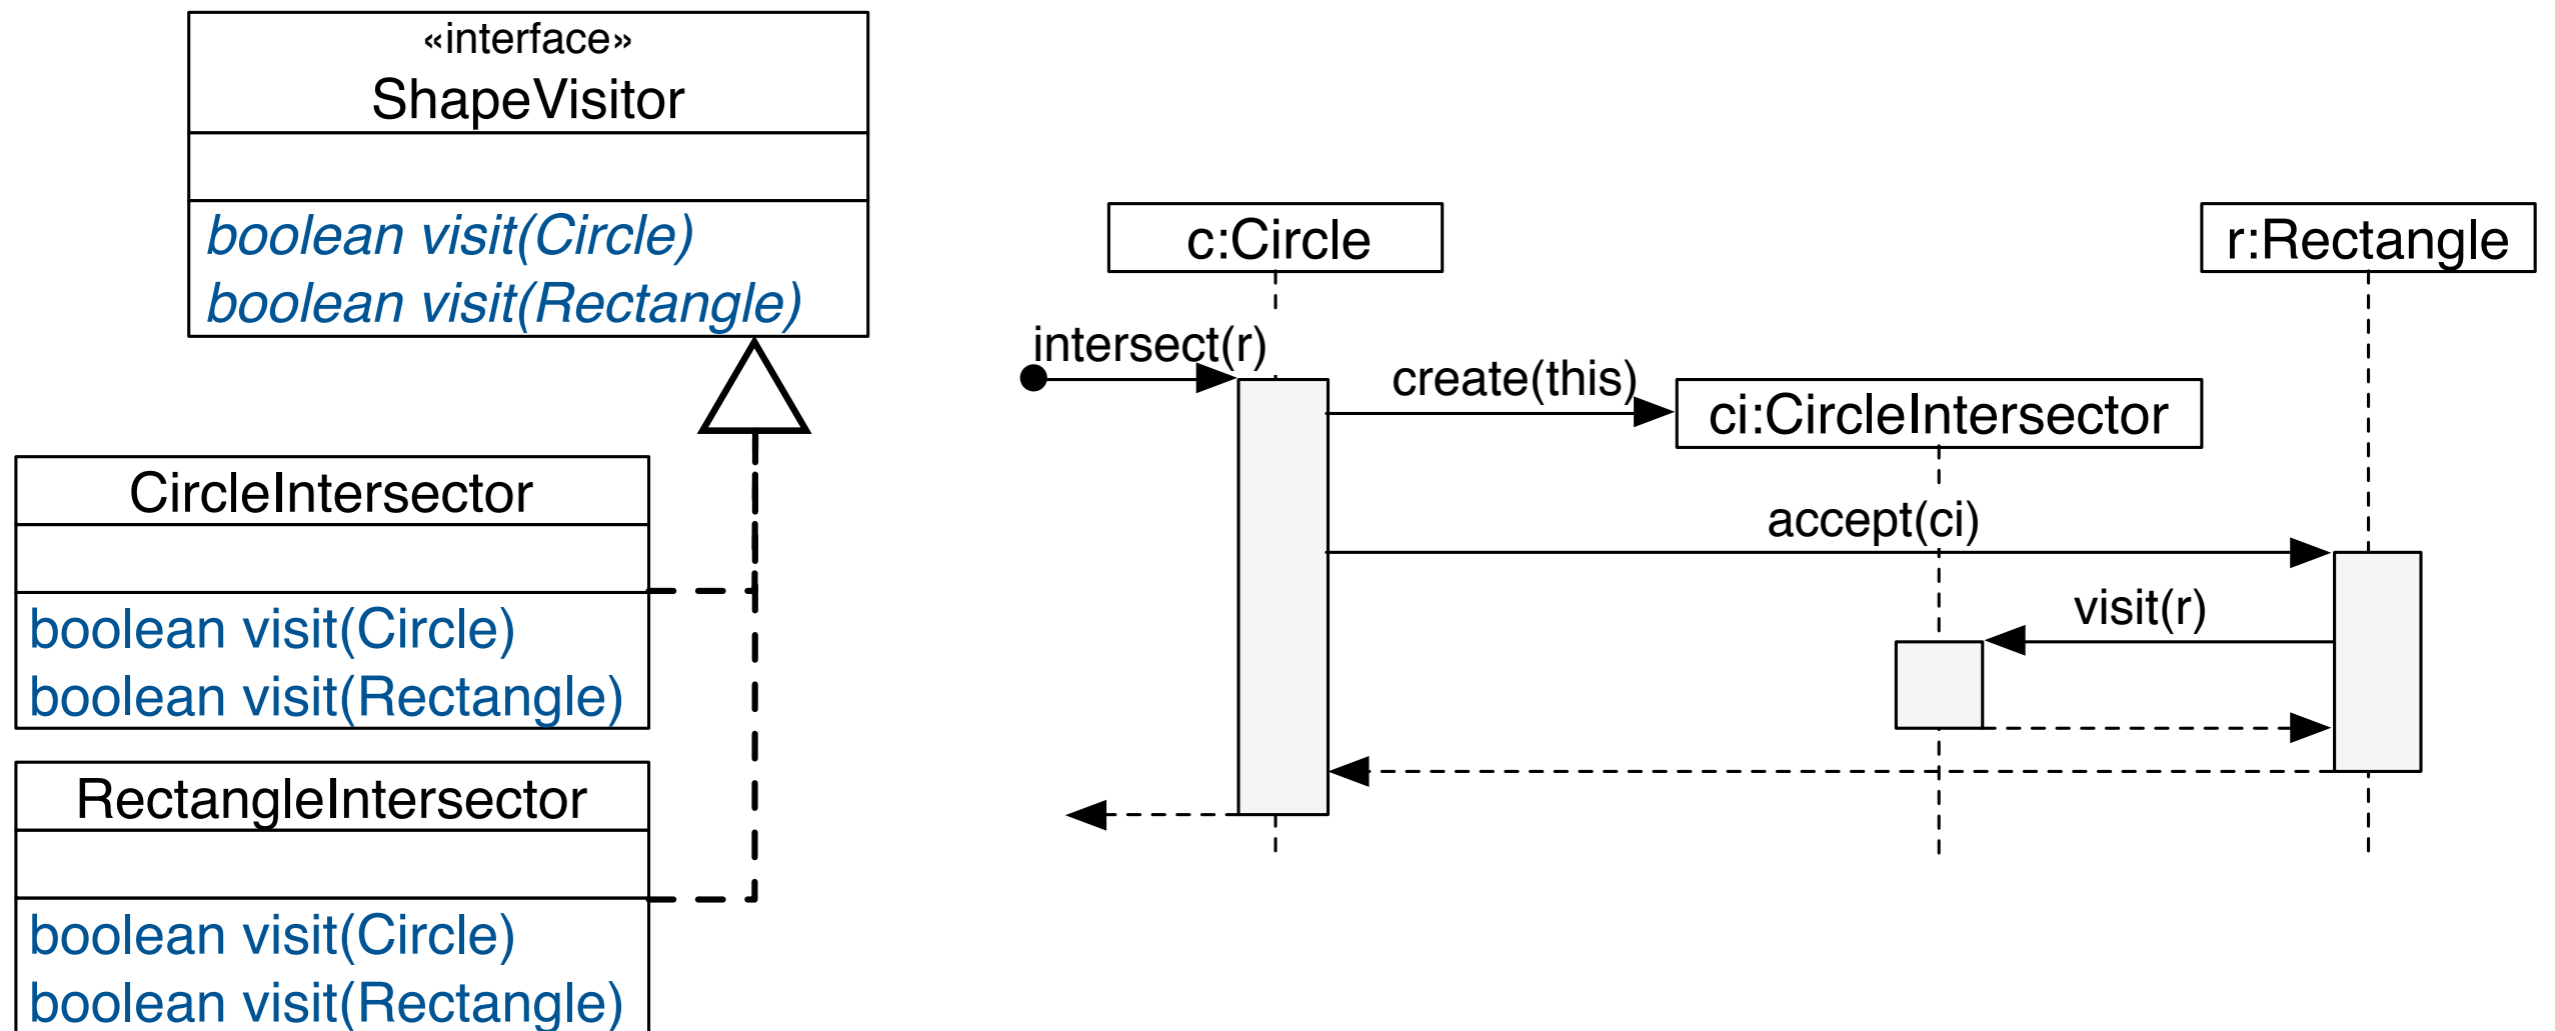 «interface»
ShapeVisitor
boolean visit(Circle)
boolean visit(Rectangle)
CircleIntersector
boolean visit(Circle)
boolean visit(Rectangle)
RectangleIntersector
boolean visit(Circle)
boolean visit(Rectangle)
c:Circle
r:Rectangle
intersect(r)
create(this)
ci:CircleIntersector
accept(ci)
visit(r)